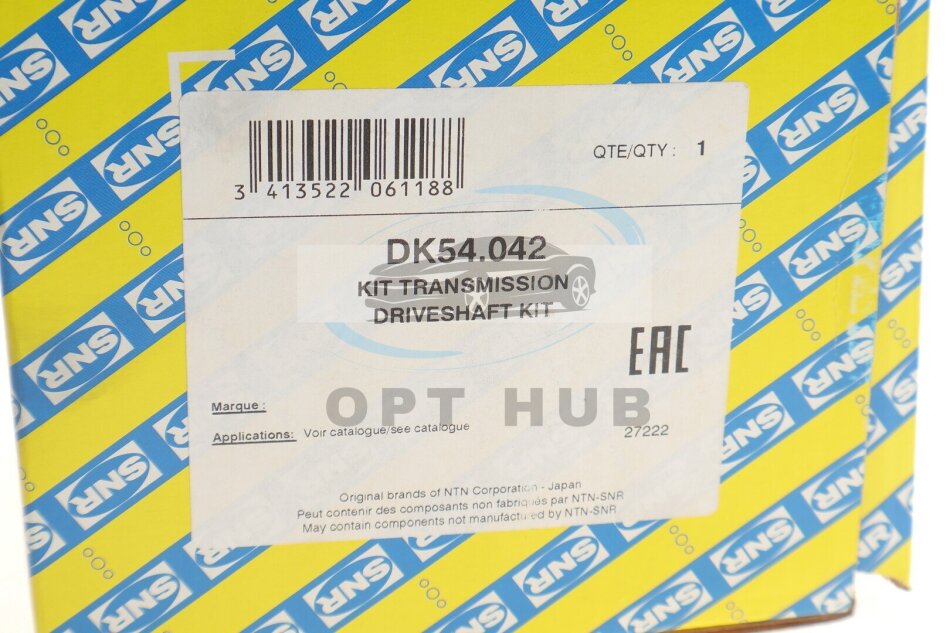 SNR
QTE/QTY : 1
3 413522 061188
DK54.042
KIT TRANSMISSION
DRIVESHAFT KIT
EAC
OPT HUB
Marque :
Applications: Voir catalogue/see catalogue
27222
Original brands of NTN Corporation - Japan
Peut contenir des composants non fabriqués par NTN-SNR
May contain components not manufactured by NTN-SNR